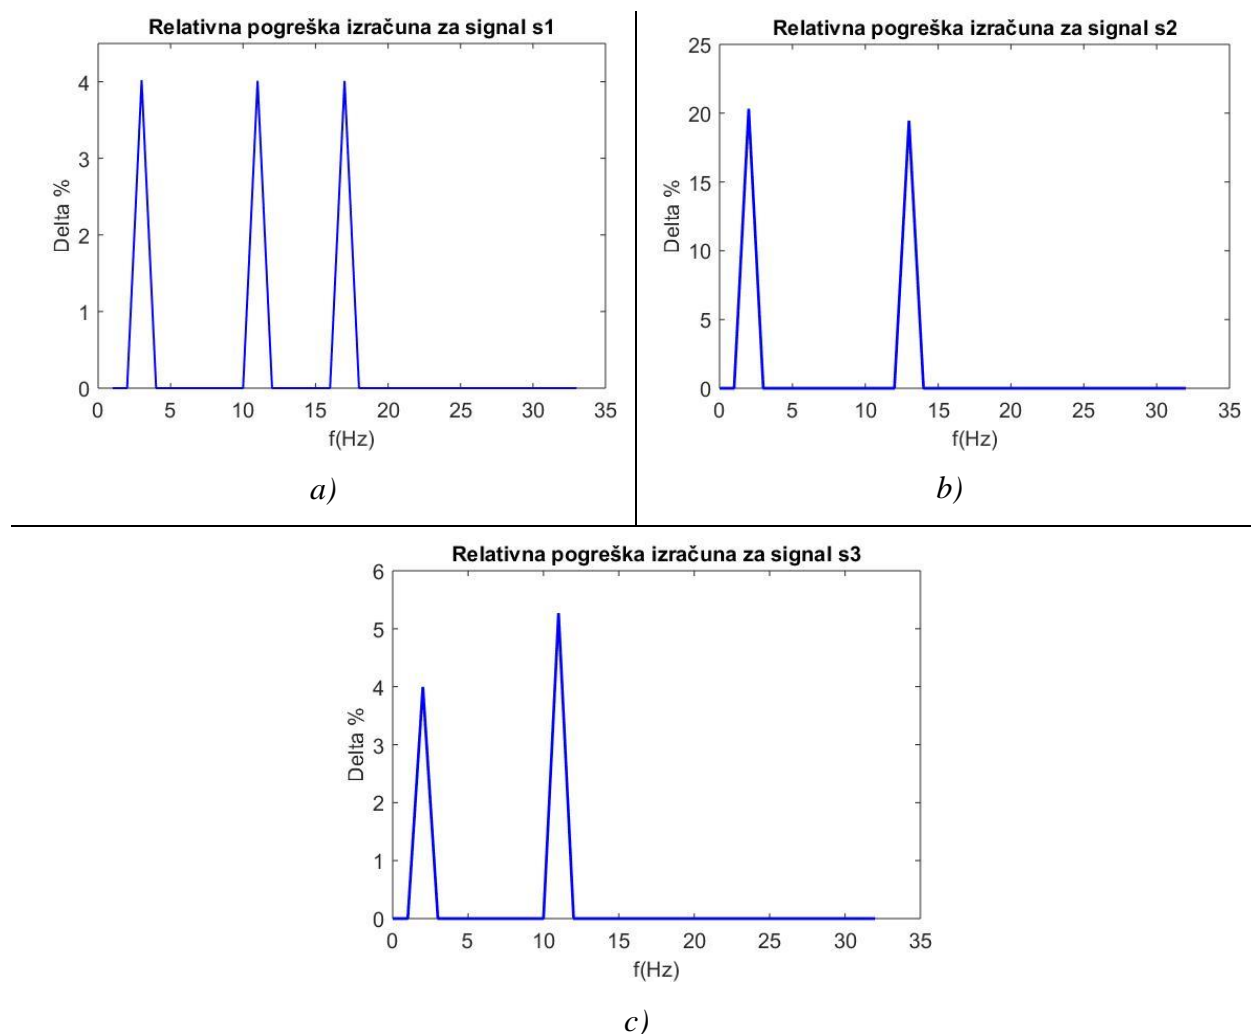 Relativna pogreška izračuna za signal s1
4
3
2
1
0
Delta %
0 5 10 15 20 25 30 35
f(Hz)
a)
Relativna pogreška izračuna za signal s2
25
20
15
10
5
0
Delta %
0 5 10 15 20 25 30 35
f(Hz)
b)
Relativna pogreška izračuna za signal s3
6
5
4
3
2
1
0
Delta %
0 5 10 15 20 25 30 35
f(Hz)
c)